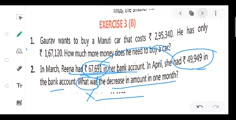 EXERCISE 3 (B)
1. Gaurav wants to buy a Maruti car that costs ₹ 2,95,340. He has only
₹ 1,67,120. How much more money does he need to buy a car?
2. In March, Reena had ₹ 67,691 in her bank account. In April, she had ₹ 49,949 in
the bank account. What was the decrease in amount in one month?